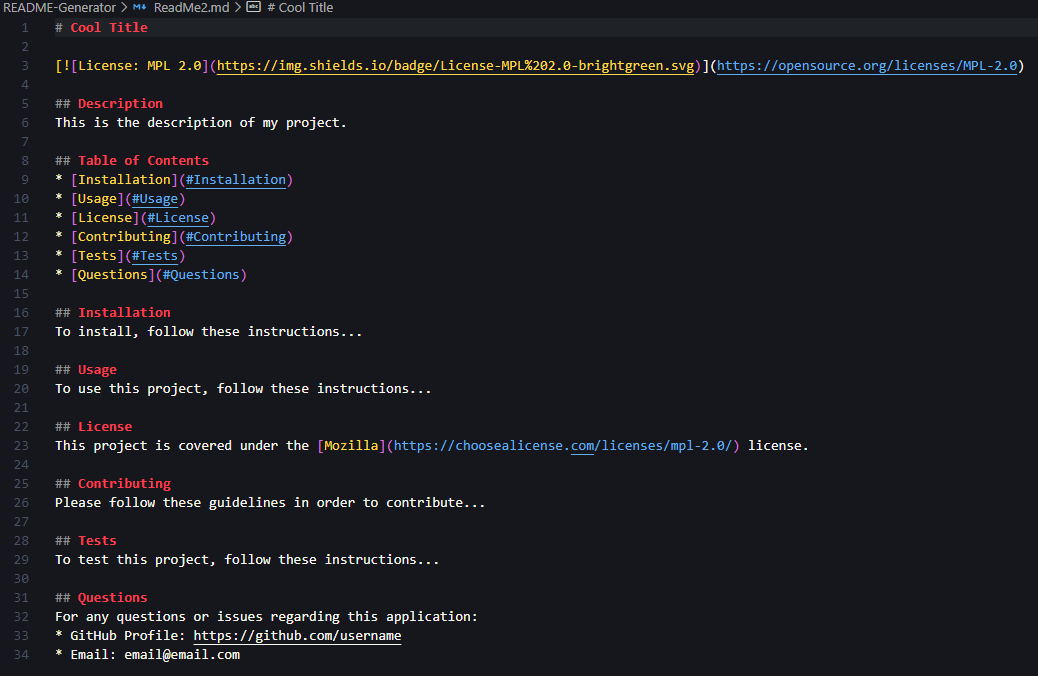 README-Generator > ReadMe2.md > # Cool Title
1 # Cool Title
2
3 [![License: MPL 2.0](https://img.shields.io/badge/License-MPL%202.0-brightgreen.svg)](https://opensource.org/licenses/MPL-2.0)
4
5 ## Description
6 This is the description of my project.
7
8 ## Table of Contents
9 * [Installation](#Installation)
10 * [Usage](#Usage)
11 * [License](#License)
12 * [Contributing](#Contributing)
13 * [Tests](#Tests)
14 * [Questions](#Questions)
15
16 ## Installation
17 To install, follow these instructions...
18
19 ## Usage
20 To use this project, follow these instructions...
21
22 ## License
23 This project is covered under the [Mozilla](https://choosealicense.com/licenses/mpl-2.0/) license.
24
25 ## Contributing
26 Please follow these guidelines in order to contribute...
27
28 ## Tests
29 To test this project, follow these instructions...
30
31 ## Questions
32 For any questions or issues regarding this application:
33 * GitHub Profile: https://github.com/username
34 * Email: email@email.com